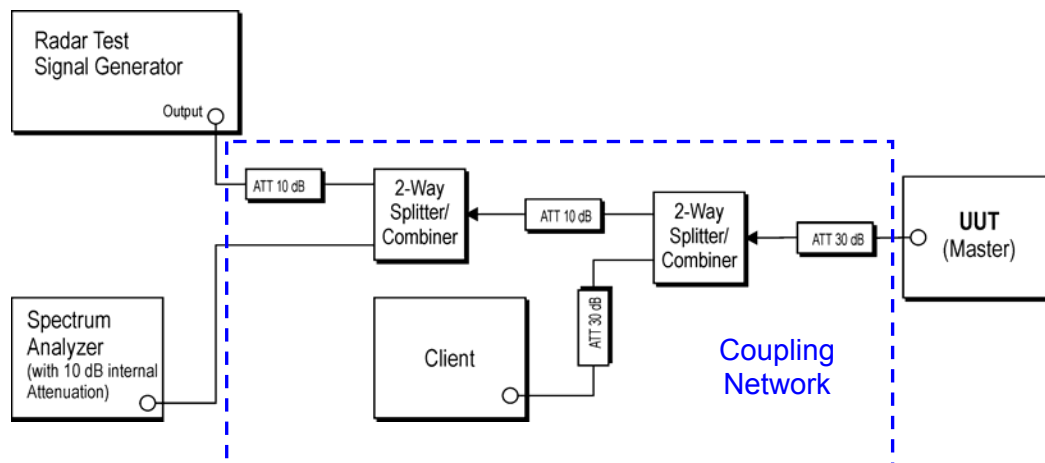 Radar Test
Signal Generator
Output
ATT 10 dB
2-Way
Splitter/
Combiner
ATT 10 dB
2-Way
Splitter/
Combiner
ATT 30 dB
UUT
(Master)
Spectrum
Analyzer
(with 10 dB internal
Attenuation)
Client
ATT 30 dB
Coupling
Network